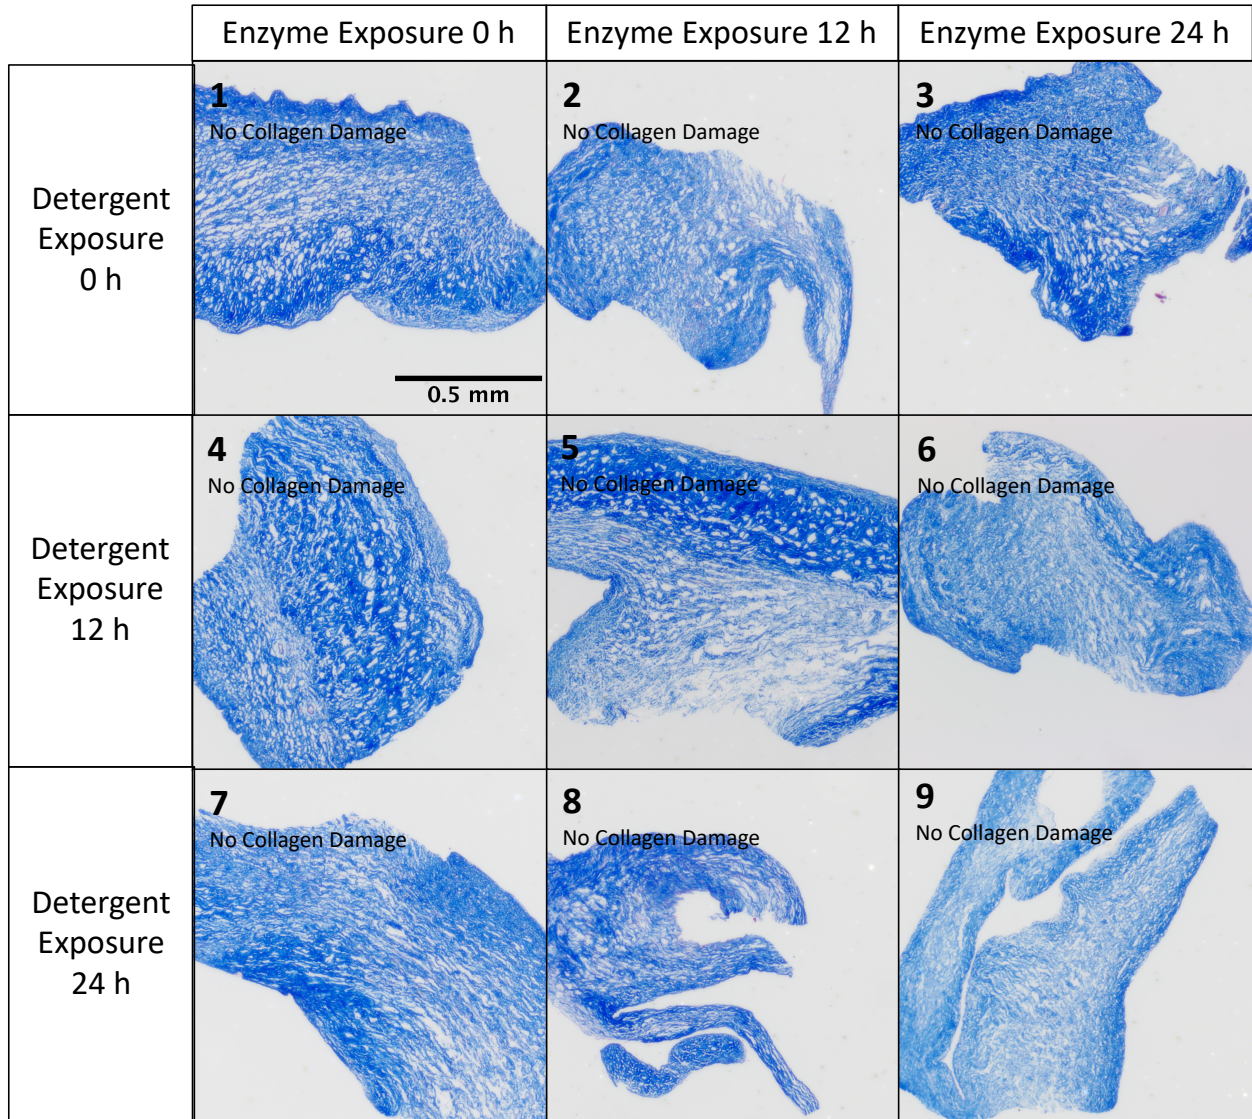 Enzyme Exposure 0 h
Enzyme Exposure 12 h
Enzyme Exposure 24 h
Detergent
Exposure
0 h
1
No Collagen Damage
0.5 mm
2
No Collagen Damage
3
No Collagen Damage
Detergent
Exposure
12 h
4
No Collagen Damage
5
No Collagen Damage
6
No Collagen Damage
Detergent
Exposure
24 h
7
No Collagen Damage
8
No Collagen Damage
9
No Collagen Damage